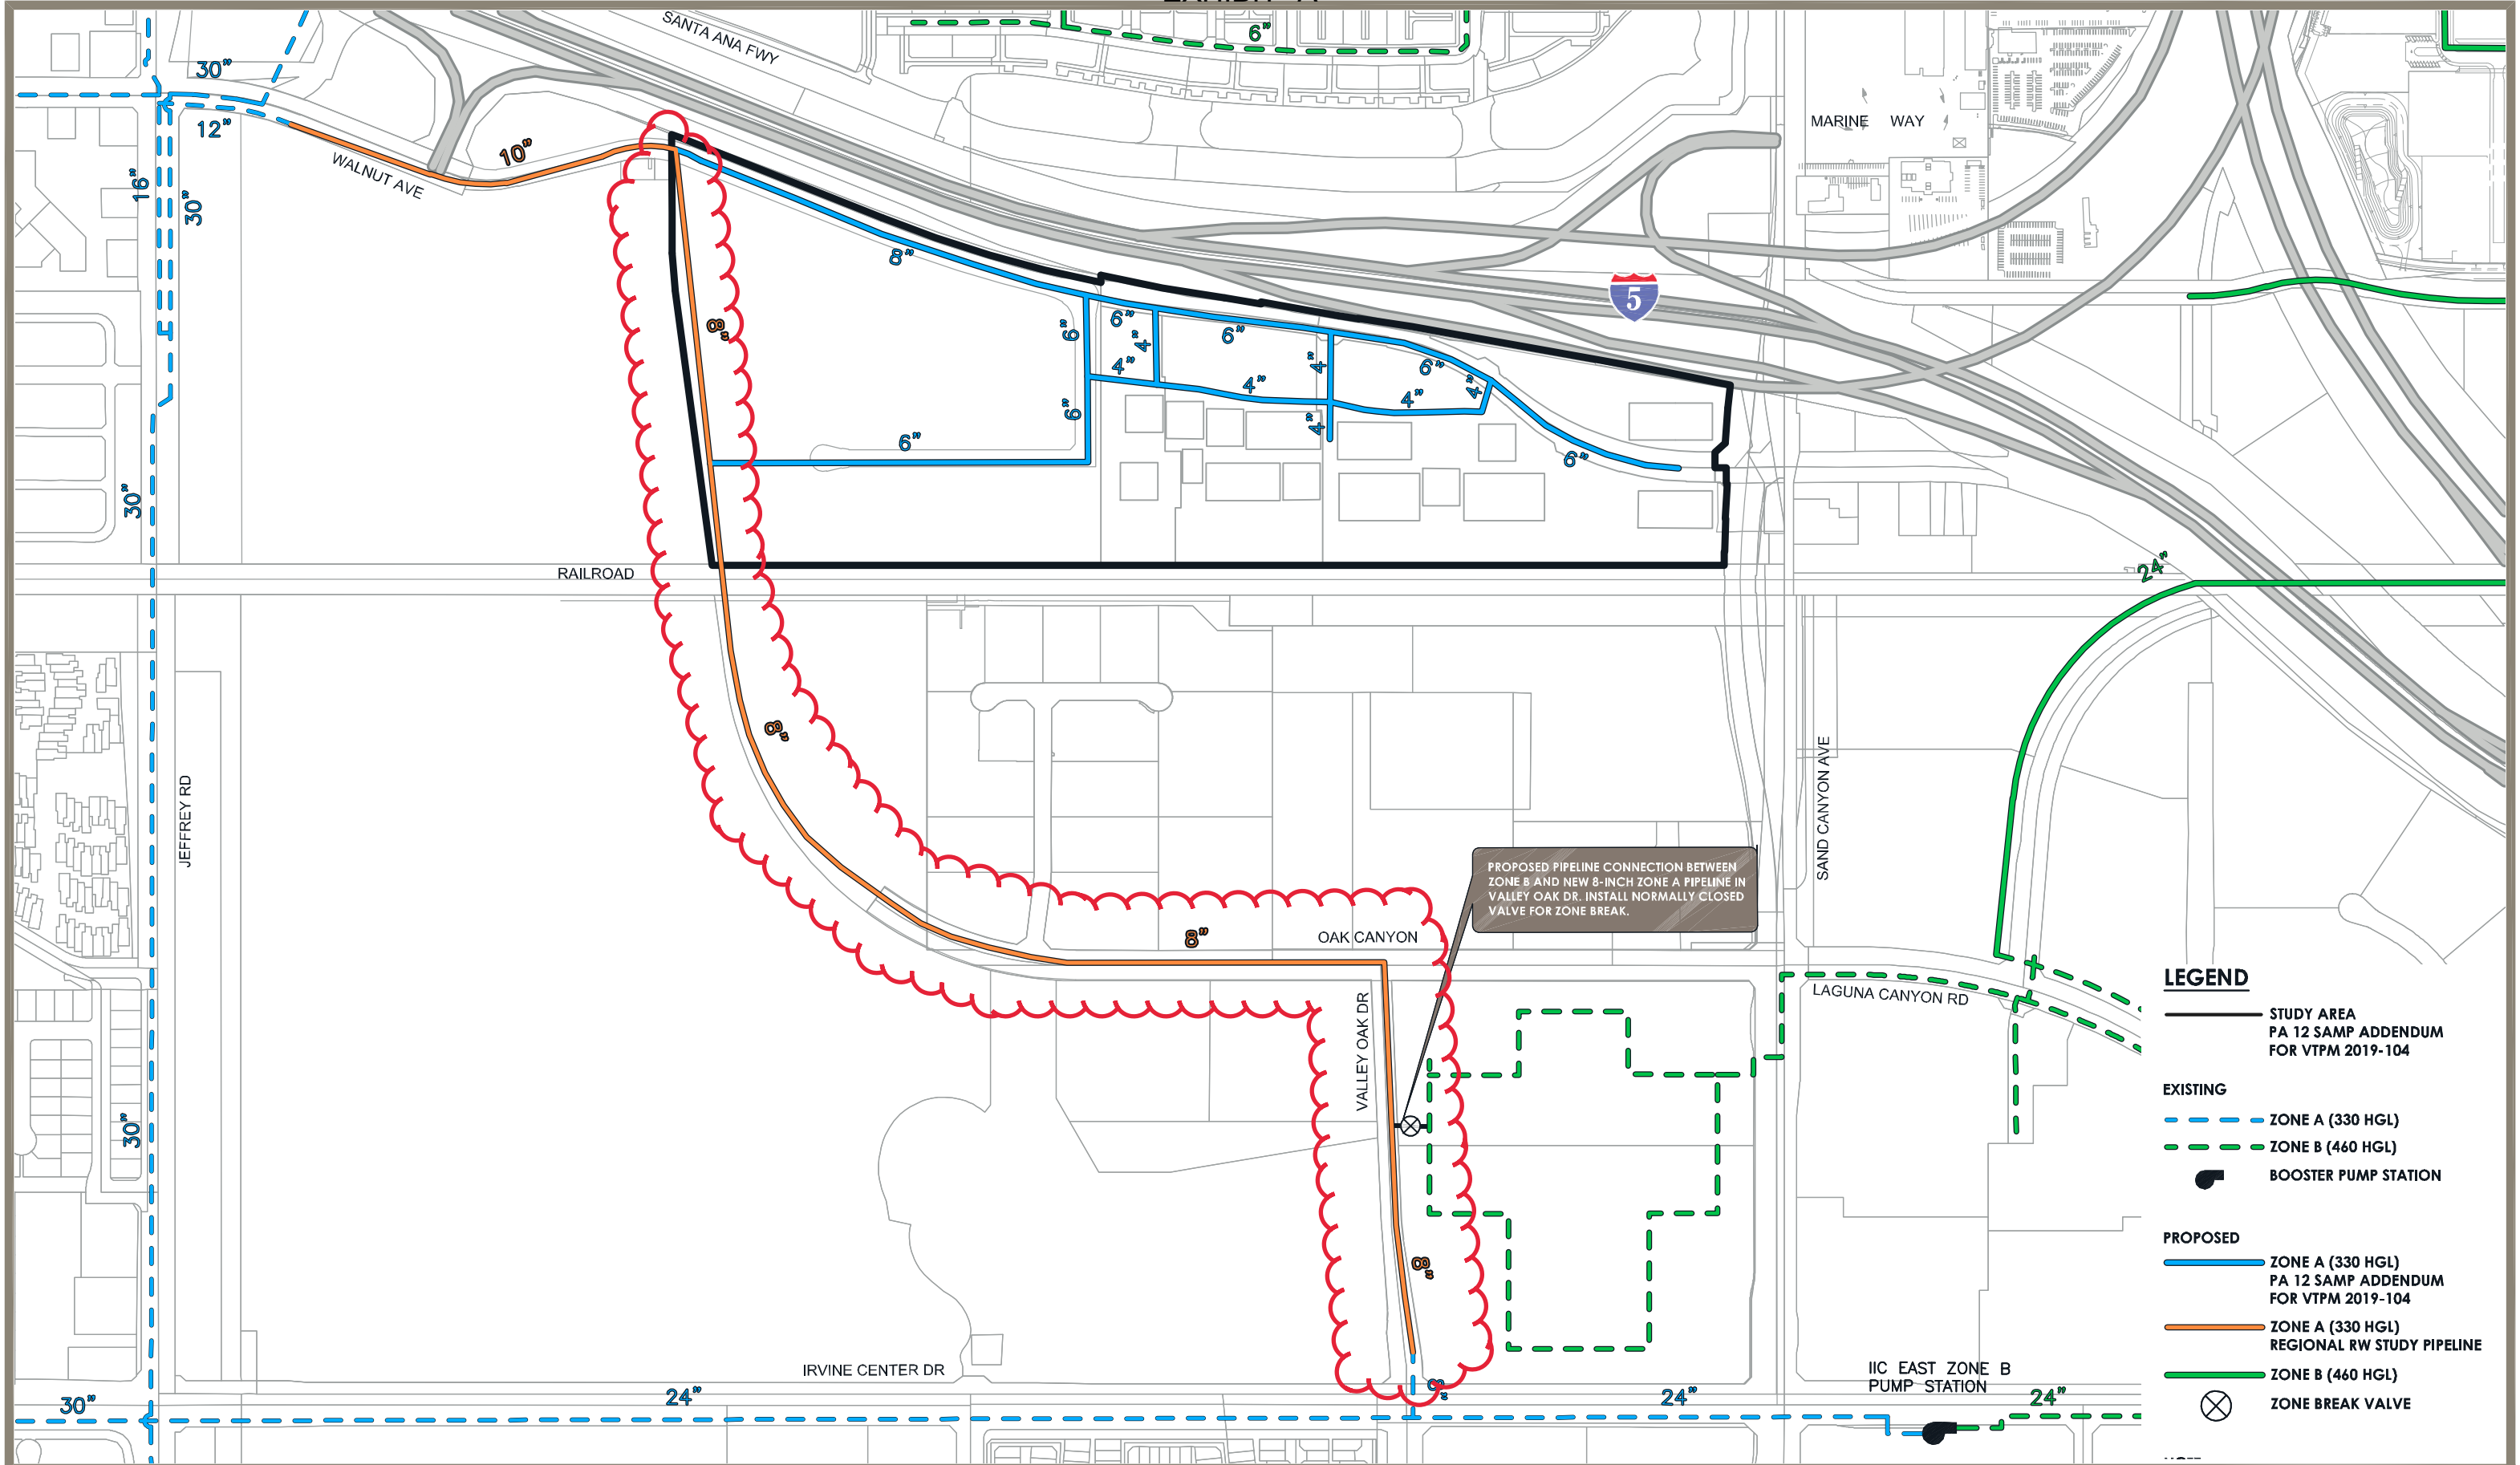 SANTA ANA FWY
6"
30"
12"
10"
WALNUT AVE
16"
30"
MARINE WAY
8"
5
8"
6"
6"
4"
6"
4"
4"
4"
6"
4"
4"
6"
4"
6"
6"
30"
RAILROAD
24"
8"
JEFFREY RD
SAND CANYON AVE
PROPOSED PIPELINE CONNECTION BETWEEN
ZONE B AND NEW 8-INCH ZONE A PIPELINE IN
VALLEY OAK DR. INSTALL NORMALLY CLOSED
VALVE FOR ZONE BREAK.
8"
OAK CANYON
LAGUNA CANYON RD
VALLEY OAK DR
30"
8"
IRVINE CENTER DR
30"
24"
8"
24"
IIC EAST ZONE B
PUMP STATION
24"
LEGEND
STUDY AREA
PA 12 SAMP ADDENDUM
FOR VTPM 2019-104
EXISTING
ZONE A (330 HGL)
ZONE B (460 HGL)
BOOSTER PUMP STATION
PROPOSED
ZONE A (330 HGL)
PA 12 SAMP ADDENDUM
FOR VTPM 2019-104
ZONE A (330 HGL)
REGIONAL RW STUDY PIPELINE
ZONE B (460 HGL)
ZONE BREAK VALVE